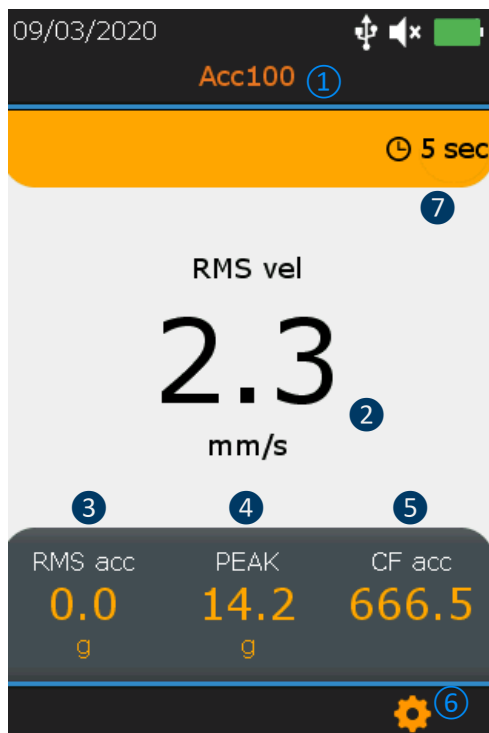 09/03/2020
Acc100 ①
5 sec
7
RMS vel
2.3
2
mm/s
3 4 5
RMS acc PEAK CF acc
0.0 14.2 666.5
g g
6